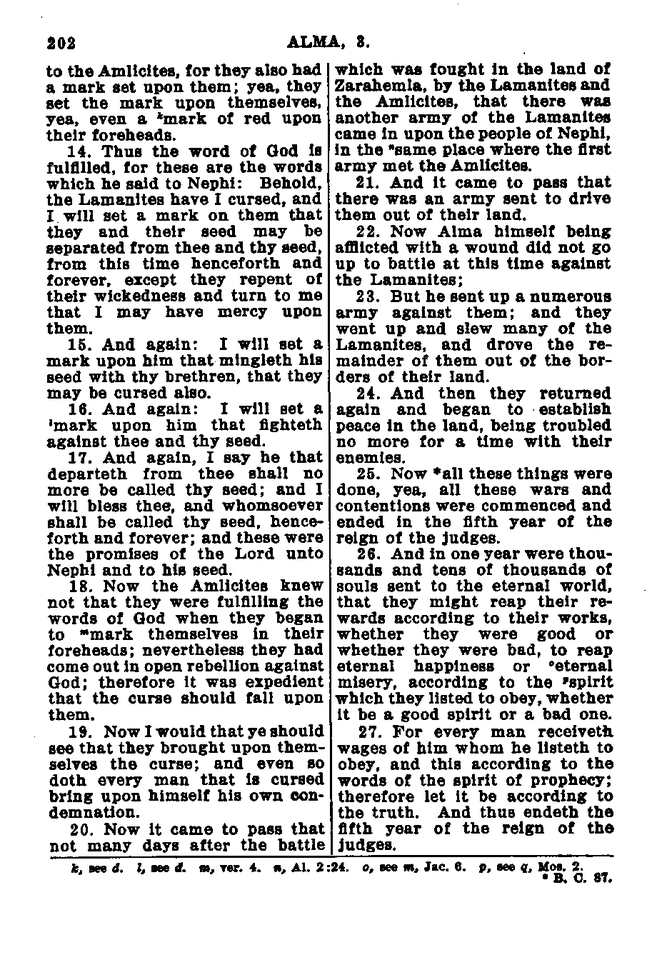 202
ALMA, 3.
to the Amlicites, for they also had
a mark set upon them; yea, they
set the mark upon themselves,
yea, even a ᵏmark of red upon
their foreheads.
14. Thus the word of God is
fulfilled, for these are the words
which he said to Nephi: Behold,
the Lamanites have I cursed, and
I will set a mark on them that
they and their seed may be
separated from thee and thy seed,
from this time henceforth and
forever, except they repent of
their wickedness and turn to me
that I may have mercy upon
them.
15. And again: I will set a
mark upon him that mingleth his
seed with thy brethren, that they
may be cursed also.
16. And again: I will set a
ˡmark upon him that fighteth
against thee and thy seed.
17. And again, I say he that
departeth from thee shall no
more be called thy seed; and I
will bless thee, and whomsoever
shall be called thy seed, hence-
forth and forever; and these were
the promises of the Lord unto
Nephi and to his seed.
18. Now the Amlicites knew
not that they were fulfilling the
words of God when they began
to ᵐmark themselves in their
foreheads; nevertheless they had
come out in open rebellion against
God; therefore it was expedient
that the curse should fall upon
them.
19. Now I would that ye should
see that they brought upon them-
selves the curse; and even so
doth every man that is cursed
bring upon himself his own con-
demnation.
20. Now it came to pass that
not many days after the battle
which was fought in the land of
Zarahemla, by the Lamanites and
the Amlicites, that there was
another army of the Lamanites
came in upon the people of Nephi,
in the ⁿsame place where the first
army met the Amlicites.
21. And it came to pass that
there was an army sent to drive
them out of their land.
22. Now Alma himself being
afflicted with a wound did not go
up to battle at this time against
the Lamanites;
23. But he sent up a numerous
army against them; and they
went up and slew many of the
Lamanites, and drove the re-
mainder of them out of the bor-
ders of their land.
24. And then they returned
again and began to establish
peace in the land, being troubled
no more for a time with their
enemies.
25. Now *all these things were
done, yea, all these wars and
contentions were commenced and
ended in the fifth year of the
reign of the judges.
26. And in one year were thou-
sands and tens of thousands of
souls sent to the eternal world,
that they might reap their re-
wards according to their works,
whether they were good or
whether they were bad, to reap
eternal happiness or ᵒeternal
misery, according to the ᵖspirit
which they listed to obey, whether
it be a good spirit or a bad one.
27. For every man receiveth
wages of him whom he listeth to
obey, and this according to the
words of the spirit of prophecy;
therefore let it be according to
the truth. And thus endeth the
fifth year of the reign of the
judges.
k, see d. l, see d. m, ver. 4. n, Al. 2:24. o, see m, Jac. 6. p, see q, Mos. 2.
* B. C. 87.